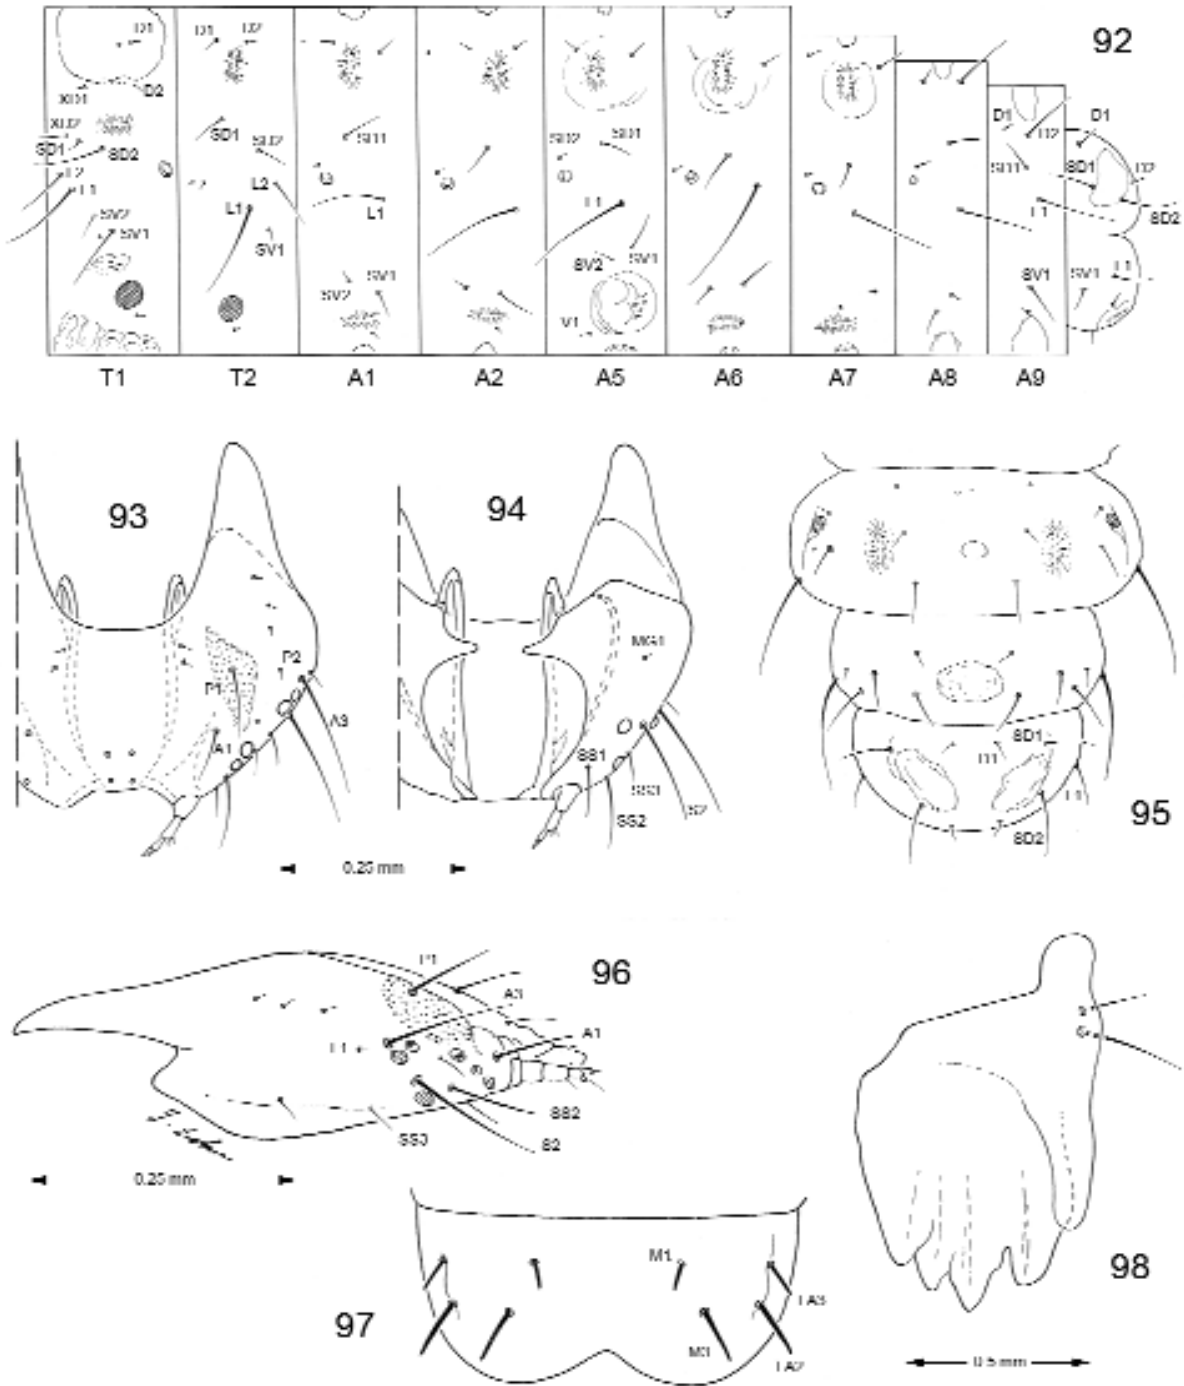 92
D1
D2
XD1
XD2
SD1
SD2
L2
L1
SV2
SV1
D1
D2
SD1
SD2
L2
L1
SV1
SD1
L1
SV1
SV2
SD2
SD1
L1
SV2
SV1
V1
D1
D2
SD1
L1
SV1
D1
SD1
D2
SD2
SV1
L1
T1 T2 A1 A2 A5 A6 A7 A8 A9
93
P1
P2
A3
A1
94
MG1
SS1
SS3
S2
SS2
0.25 mm
SD1
D1
L1
SD2
95
96
P1
A3
L1
A1
SS2
S2
SS3
0.25 mm
97
M1
M3
LA3
LA2
98
0.5 mm